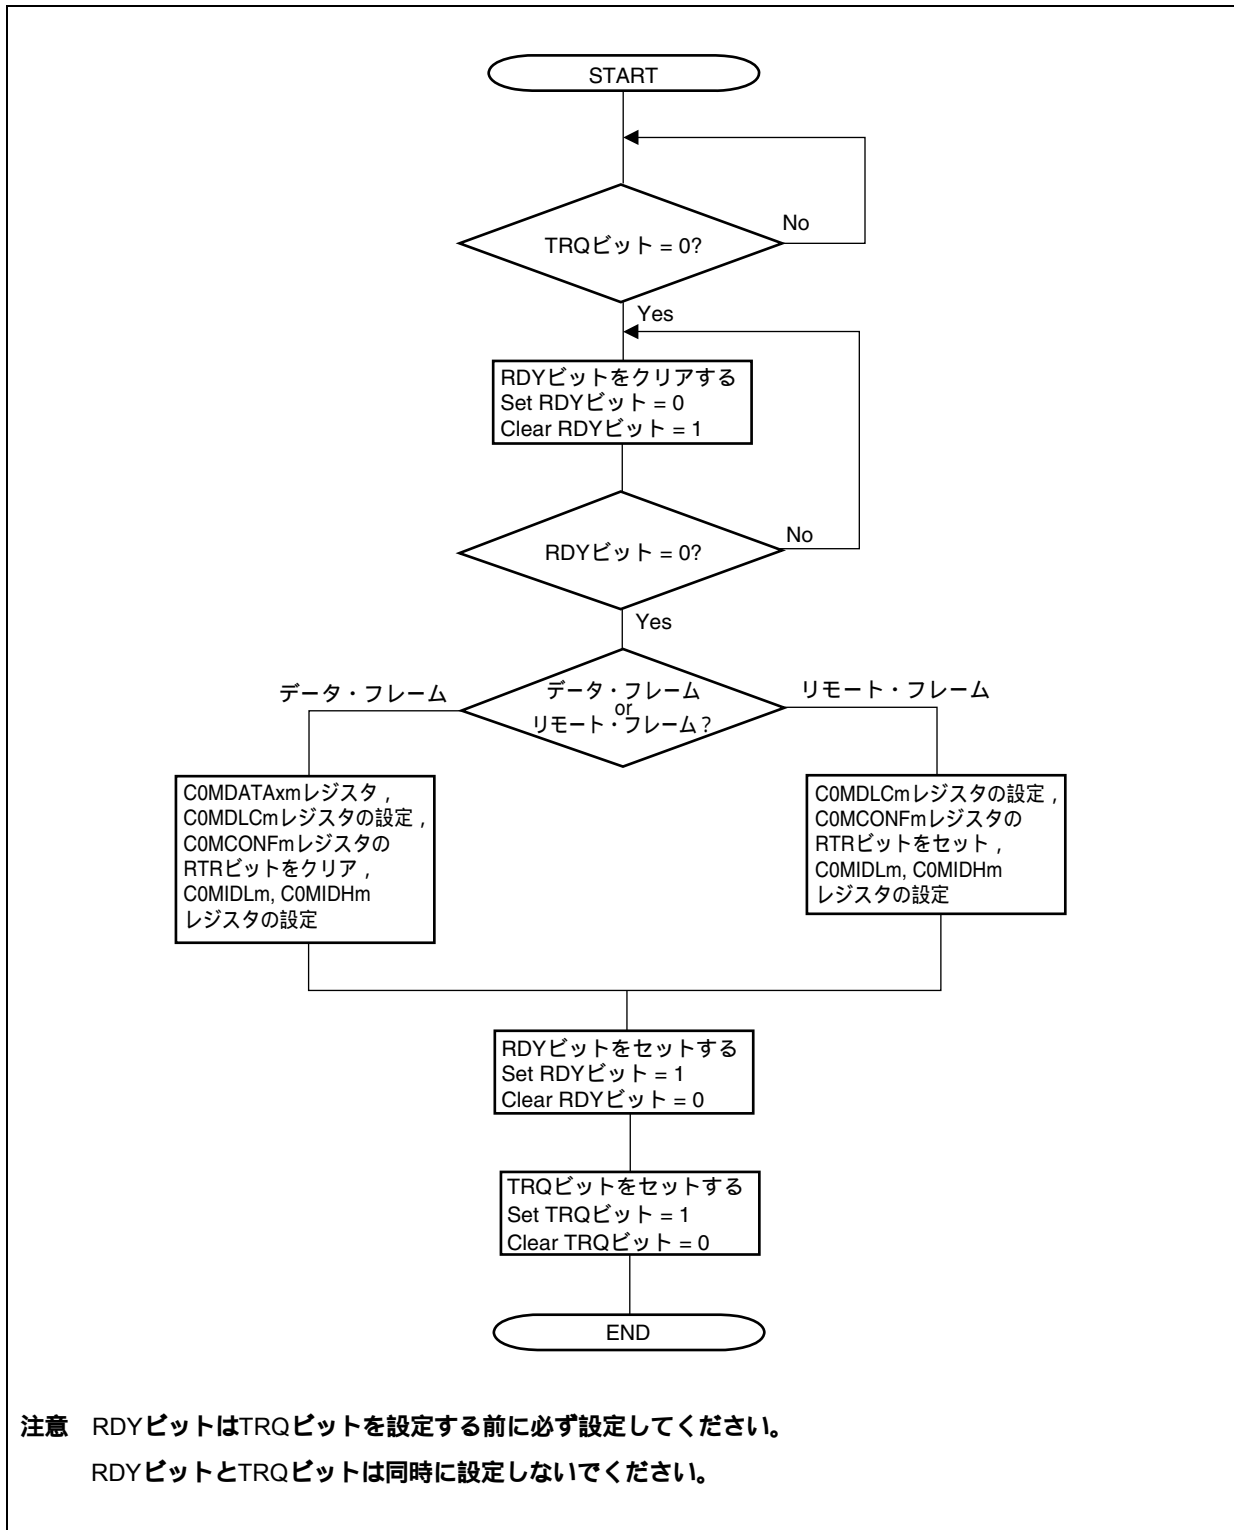 START
TRQビット = 0?
No
Yes
RDYビットをクリアする
Set RDYビット = 0
Clear RDYビット = 1
RDYビット = 0?
No
Yes
データ・フレーム
データ・フレーム
or
リモート・フレーム?
リモート・フレーム
C0MDATAxmレジスタ,
C0MDLCmレジスタの設定,
C0MCONFmレジスタの
RTRビットをクリア,
C0MIDLm, C0MIDHm
レジスタの設定
C0MDLCmレジスタの設定,
C0MCONFmレジスタの
RTRビットをセット,
C0MIDLm, C0MIDHm
レジスタの設定
RDYビットをセットする
Set RDYビット = 1
Clear RDYビット = 0
TRQビットをセットする
Set TRQビット = 1
Clear TRQビット = 0
END
注意 RDYビットはTRQビットを設定する前に必ず設定してください。
RDYビットとTRQビットは同時に設定しないでください。